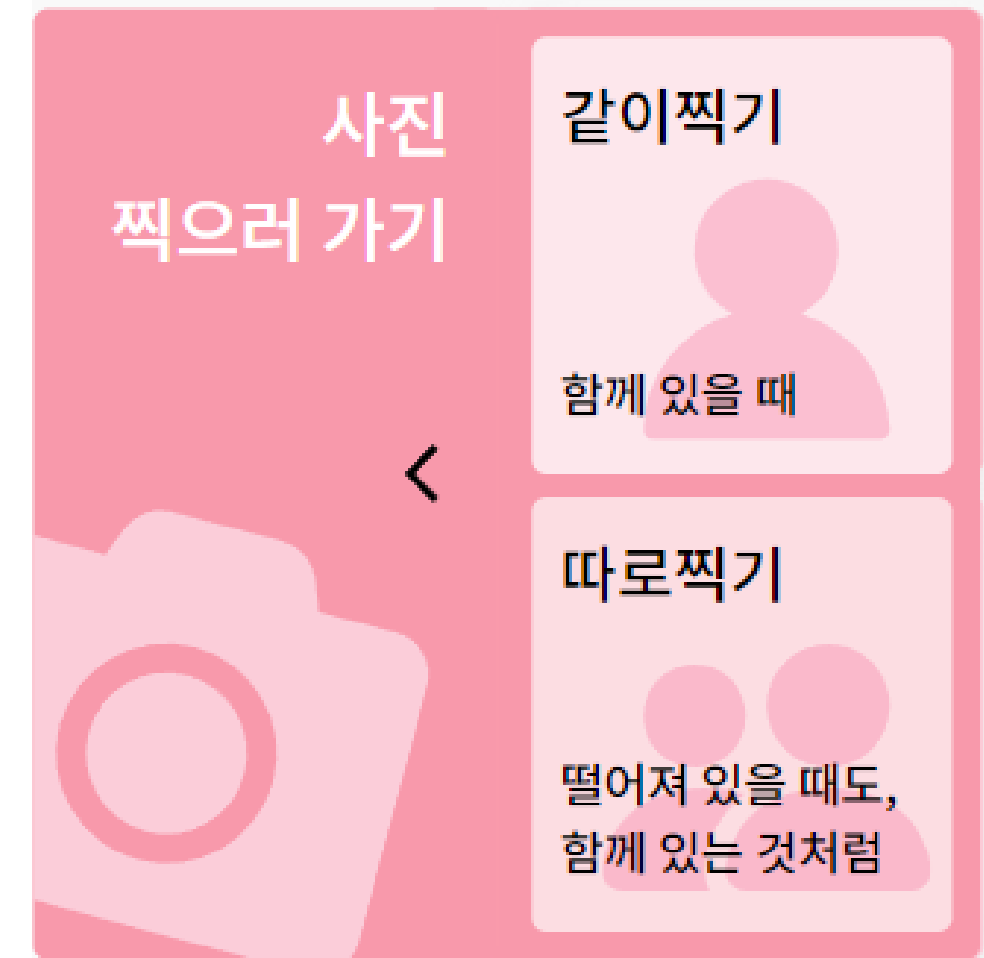 사진
찍으러 가기
같이찍기
함께 있을 때
따로찍기
떨어져 있을 때도,
함께 있는 것처럼